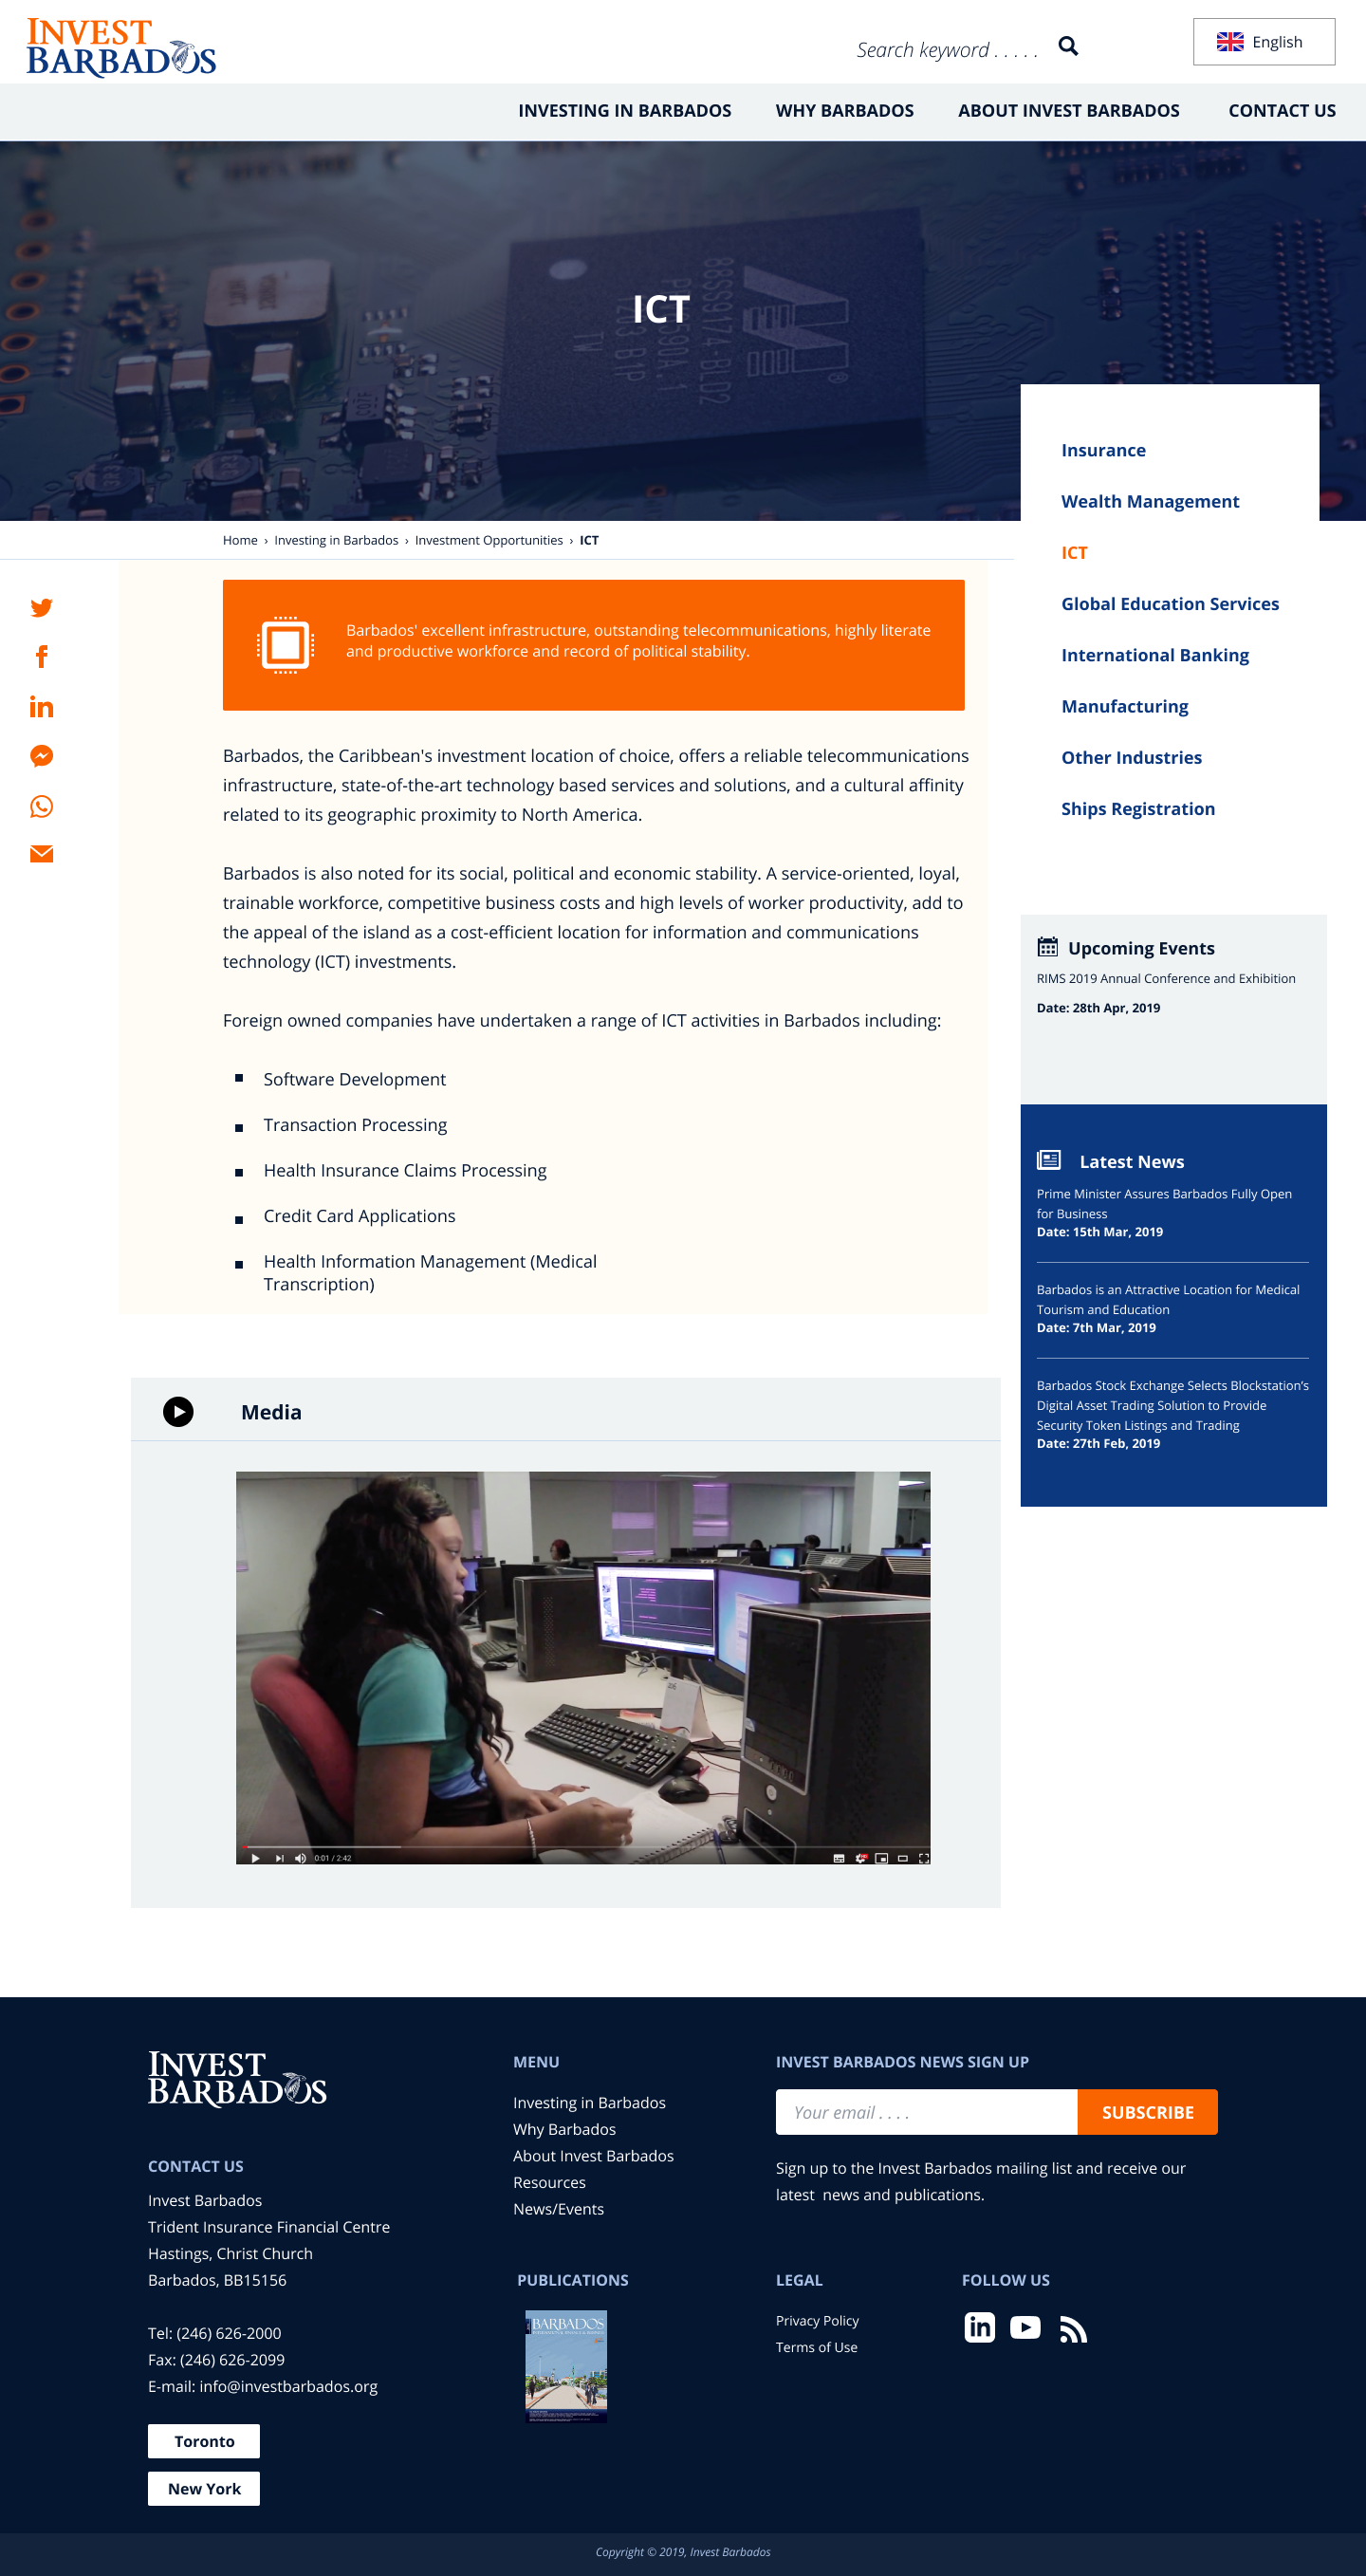 INVEST
BARBADOS
Search keyword . . . . .
English
INVESTING IN BARBADOS
WHY BARBADOS
ABOUT INVEST BARBADOS
CONTACT US
88SS9174-BLD2
ICT
Insurance
Wealth Management
ICT
Global Education Services
International Banking
Manufacturing
Other Industries
Ships Registration
Home › Investing in Barbados › Investment Opportunities › ICT
Barbados' excellent infrastructure, outstanding telecommunications, highly literate
and productive workforce and record of political stability.
Barbados, the Caribbean's investment location of choice, offers a reliable telecommunications
infrastructure, state-of-the-art technology based services and solutions, and a cultural affinity
related to its geographic proximity to North America.
Barbados is also noted for its social, political and economic stability. A service-oriented, loyal,
trainable workforce, competitive business costs and high levels of worker productivity, add to
the appeal of the island as a cost-efficient location for information and communications
technology (ICT) investments.
Foreign owned companies have undertaken a range of ICT activities in Barbados including:
Software Development
Transaction Processing
Health Insurance Claims Processing
Credit Card Applications
Health Information Management (Medical
Transcription)
Upcoming Events
RIMS 2019 Annual Conference and Exhibition
Date: 28th Apr, 2019
Latest News
Prime Minister Assures Barbados Fully Open
for Business
Date: 15th Mar, 2019
Barbados is an Attractive Location for Medical
Tourism and Education
Date: 7th Mar, 2019
Barbados Stock Exchange Selects Blockstation's
Digital Asset Trading Solution to Provide
Security Token Listings and Trading
Date: 27th Feb, 2019
Media
0:01 / 2:42
INVEST
BARBADOS
CONTACT US
Invest Barbados
Trident Insurance Financial Centre
Hastings, Christ Church
Barbados, BB15156
Tel: (246) 626-2000
Fax: (246) 626-2099
E-mail: info@investbarbados.org
Toronto
New York
MENU
Investing in Barbados
Why Barbados
About Invest Barbados
Resources
News/Events
INVEST BARBADOS NEWS SIGN UP
Your email . . . .
SUBSCRIBE
Sign up to the Invest Barbados mailing list and receive our
latest news and publications.
PUBLICATIONS
BARBADOS
LEGAL
Privacy Policy
Terms of Use
FOLLOW US
Copyright © 2019, Invest Barbados